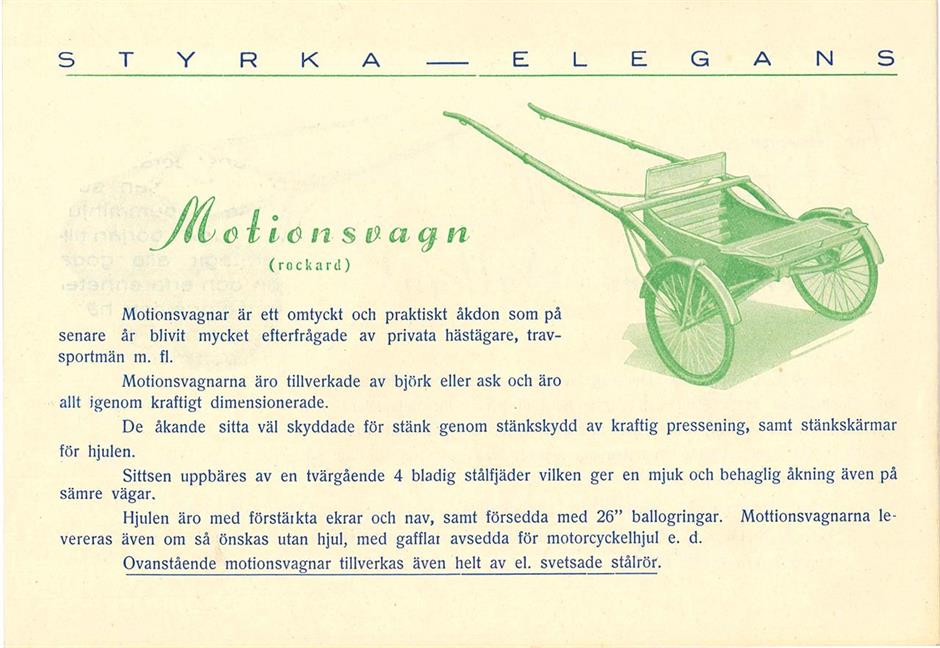 STYRKA — ELEGANS
Motionsvagn
(rockard)
Motionsvagnar är ett omtyckt och praktiskt åkdon som på
senare år blivit mycket efterfrågade av privata hästägare, trav-
sportmän m. fl.
Motionsvagnarna äro tillverkade av björk eller ask och äro
allt igenom kraftigt dimensionerade.
De åkande sitta väl skyddade för stänk genom stänkskydd av kraftig pressening, samt stänkskärmar
för hjulen.
Sittsen uppbäres av en tvärgående 4 bladig stålfjäder vilken ger en mjuk och behaglig åkning även på
sämre vägar.
Hjulen äro med förstärkta ekrar och nav, samt försedda med 26” ballogringar. Mottionsvagnarna le-
vereras även om så önskas utan hjul, med gafflar avsedda för motorcyckelhjul e. d.
Ovanstående motionsvagnar tillverkas även helt av el. svetsade stålrör.